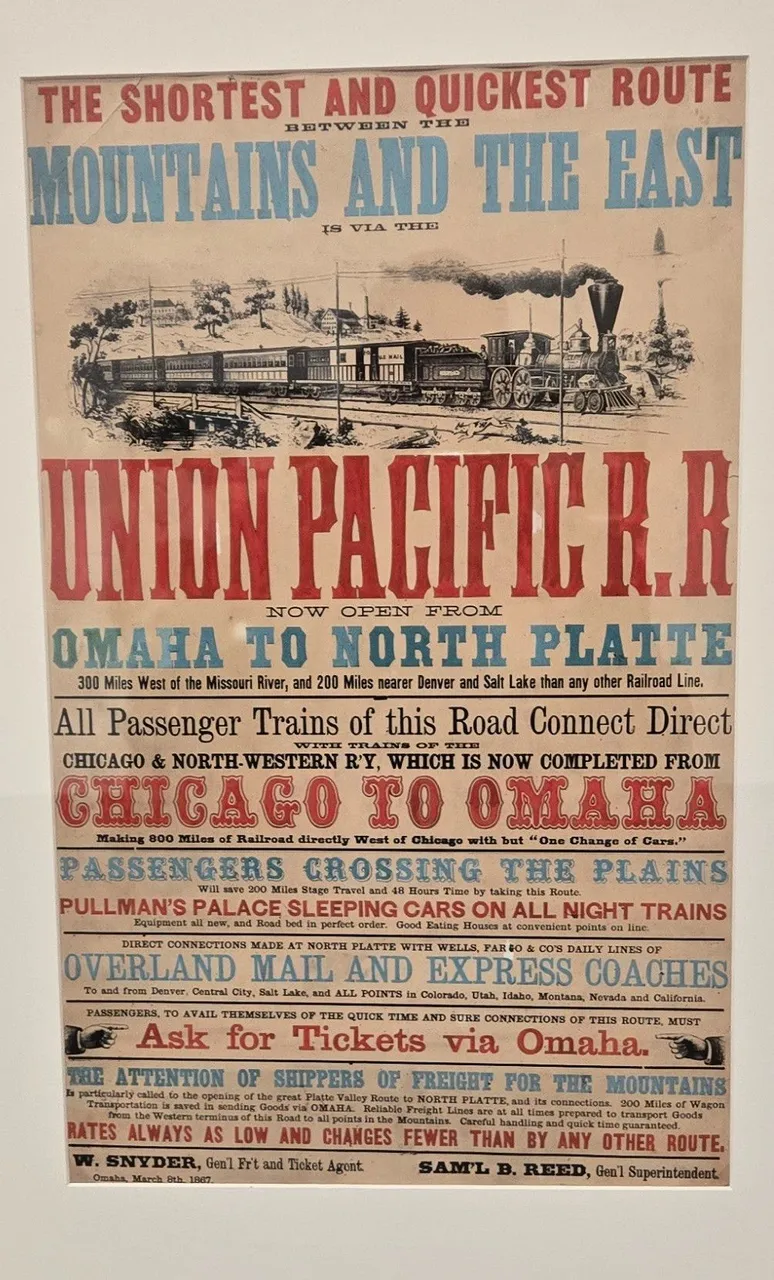 THE SHORTEST AND QUICKEST ROUTE
BETWEEN THE
MOUNTAINS AND THE EAST
IS VIA THE
MAIL
UNION PACIFIC R.R
NOW OPEN FROM
OMAHA TO NORTH PLATTE
300 Miles West of the Missouri River, and 200 Miles nearer Denver and Salt Lake than any other Railroad Line.
All Passenger Trains of this Road Connect Direct
WITH TRAINS OF THE
CHICAGO & NORTH-WESTERN R'Y, WHICH IS NOW COMPLETED FROM
CHICAGO TO OMAHA
Making 800 Miles of Railroad directly West of Chicago with but "One Change of Cars."
PASSENGERS CROSSING THE PLAINS
Will save 200 Miles Stage Travel and 48 Hours Time by taking this Route.
PULLMAN'S PALACE SLEEPING CARS ON ALL NIGHT TRAINS
Equipment all new, and Road bed in perfect order. Good Eating Houses at convenient points on line.
DIRECT CONNECTIONS MADE AT NORTH PLATTE WITH WELLS, FARGO & CO'S DAILY LINES OF
OVERLAND MAIL AND EXPRESS COACHES
To and from Denver, Central City, Salt Lake, and ALL POINTS in Colorado, Utah, Idaho, Montana, Nevada and California.
PASSENGERS, TO AVAIL THEMSELVES OF THE QUICK TIME AND SURE CONNECTIONS OF THIS ROUTE, MUST
Ask for Tickets via Omaha.
THE ATTENTION OF SHIPPERS OF FREIGHT FOR THE MOUNTAINS
Is particularly called to the opening of the great Platte Valley Route to NORTH PLATTE, and its connections. 200 Miles of Wagon
Transportation is saved in sending Goods via OMAHA. Reliable Freight Lines are at all times prepared to transport Goods
from the Western terminus of this Road to all points in the Mountains. Careful handling and quick time guaranteed.
RATES ALWAYS AS LOW AND CHANGES FEWER THAN BY ANY OTHER ROUTE.
W. SNYDER, Gen'l Fr't and Ticket Agent. SAM'L B. REED, Gen'l Superintendent.
Omaha, March 8th, 1867.